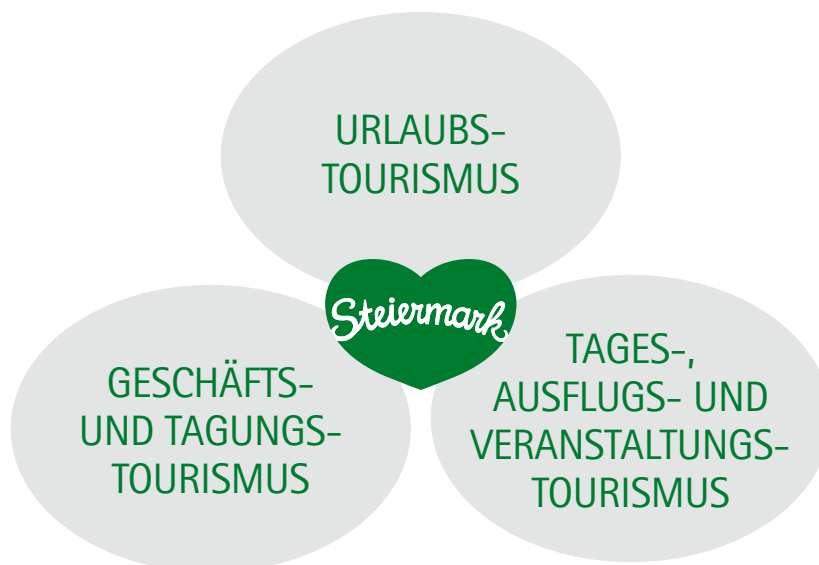 URLAUBS-
TOURISMUS
Steiermark
GESCHÄFTS-
UND TAGUNGS-
TOURISMUS
TAGES-,
AUSFLUGS- UND
VERANSTALTUNGS-
TOURISMUS